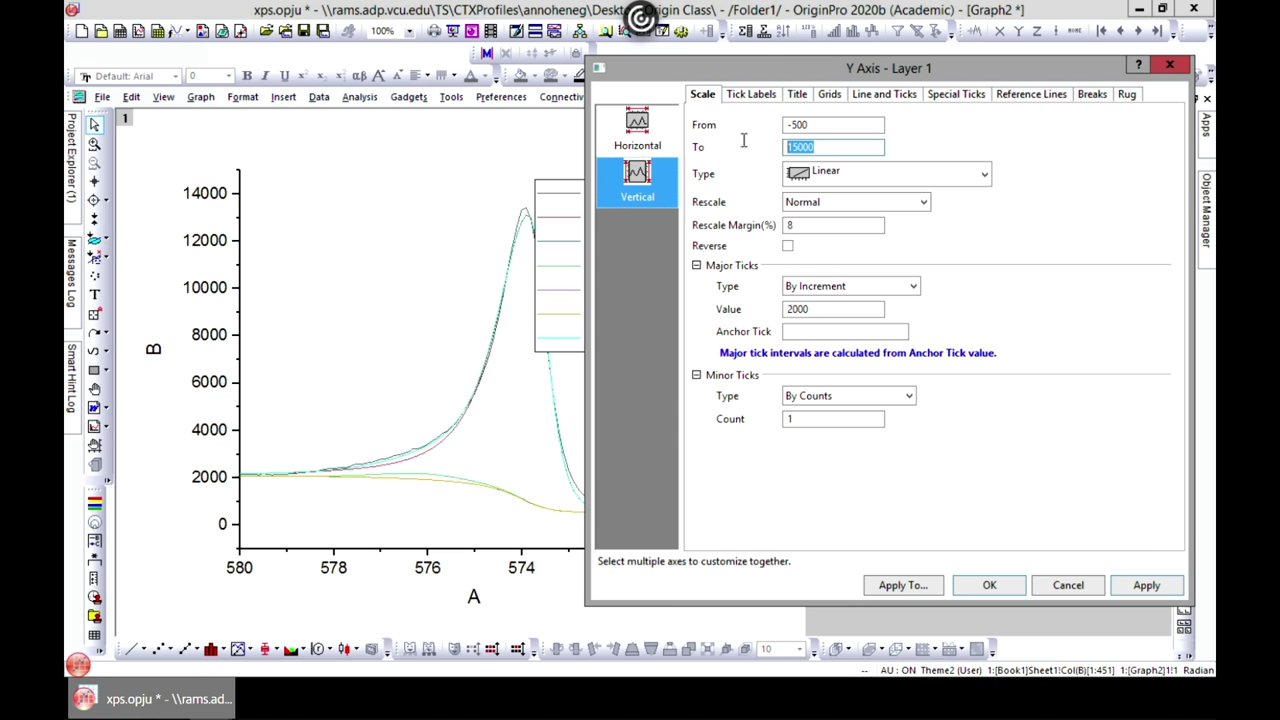 xps.opju * - \\rams.adp.vcu.edu\TS\CTXProfiles\annoheneg\Desktop\Origin Class\ - /Folder1/ - OriginPro 2020b (Academic) - [Graph2 *]
100%
Default: Arial
0
B I U
αβ A A
File Edit View Graph Format Insert Data Analysis Gadgets Tools Preferences
Project Explorer (!)
Messages Log
Smart Hint Log
Apps
Object Manager
1
14000
12000
10000
8000
6000
4000
2000
0
B
580 578 576 574
A
Y Axis - Layer 1
?
Scale Tick Labels Title Grids Line and Ticks Special Ticks Reference Lines Breaks Rug
Horizontal
Vertical
From -500
To 15000
Type Linear
Rescale Normal
Rescale Margin(%) 8
Reverse
Major Ticks
Type By Increment
Value 2000
Anchor Tick
Major tick intervals are calculated from Anchor Tick value.
Minor Ticks
Type By Counts
Count 1
Select multiple axes to customize together.
Apply To... OK Cancel Apply
10
-- AU : ON Theme2 (User) 1:[Book1]Sheet1!Col(B)[1:451] 1:[Graph2]1!1 Radian
xps.opju * - \\rams.ad...